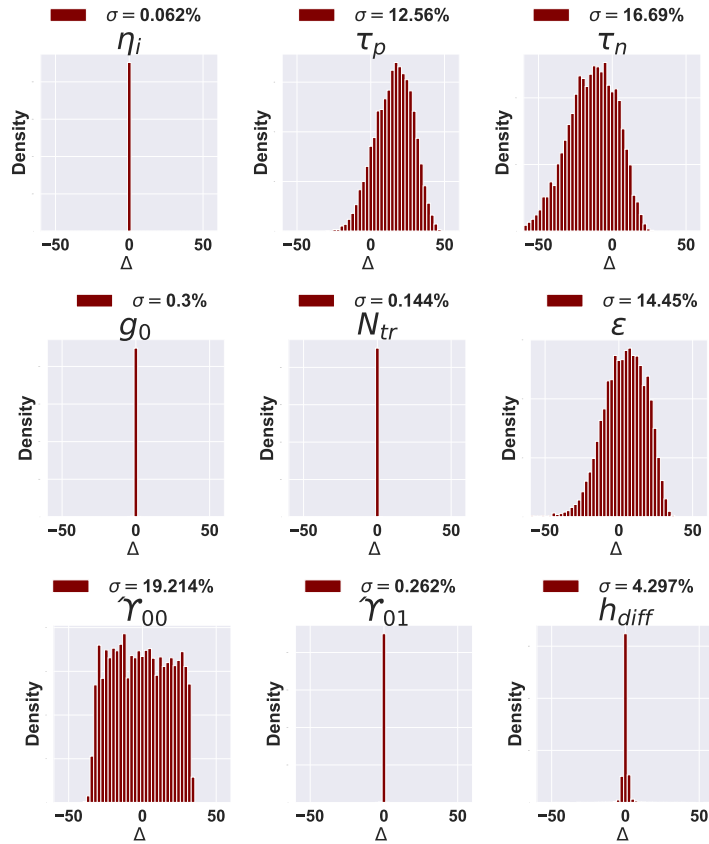 σ = 0.062%
σ = 12.56%
σ = 16.69%
η_i
τ_p
τ_n
Density
Density
Density
−50 0 50
−50 0 50
−50 0 50
Δ
Δ
Δ
σ = 0.3%
σ = 0.144%
σ = 14.45%
g_0
N_tr
ε
Density
Density
Density
−50 0 50
−50 0 50
−50 0 50
Δ
Δ
Δ
σ = 19.214%
σ = 0.262%
σ = 4.297%
ϓ_00
ϓ_01
h_diff
Density
Density
Density
−50 0 50
−50 0 50
−50 0 50
Δ
Δ
Δ